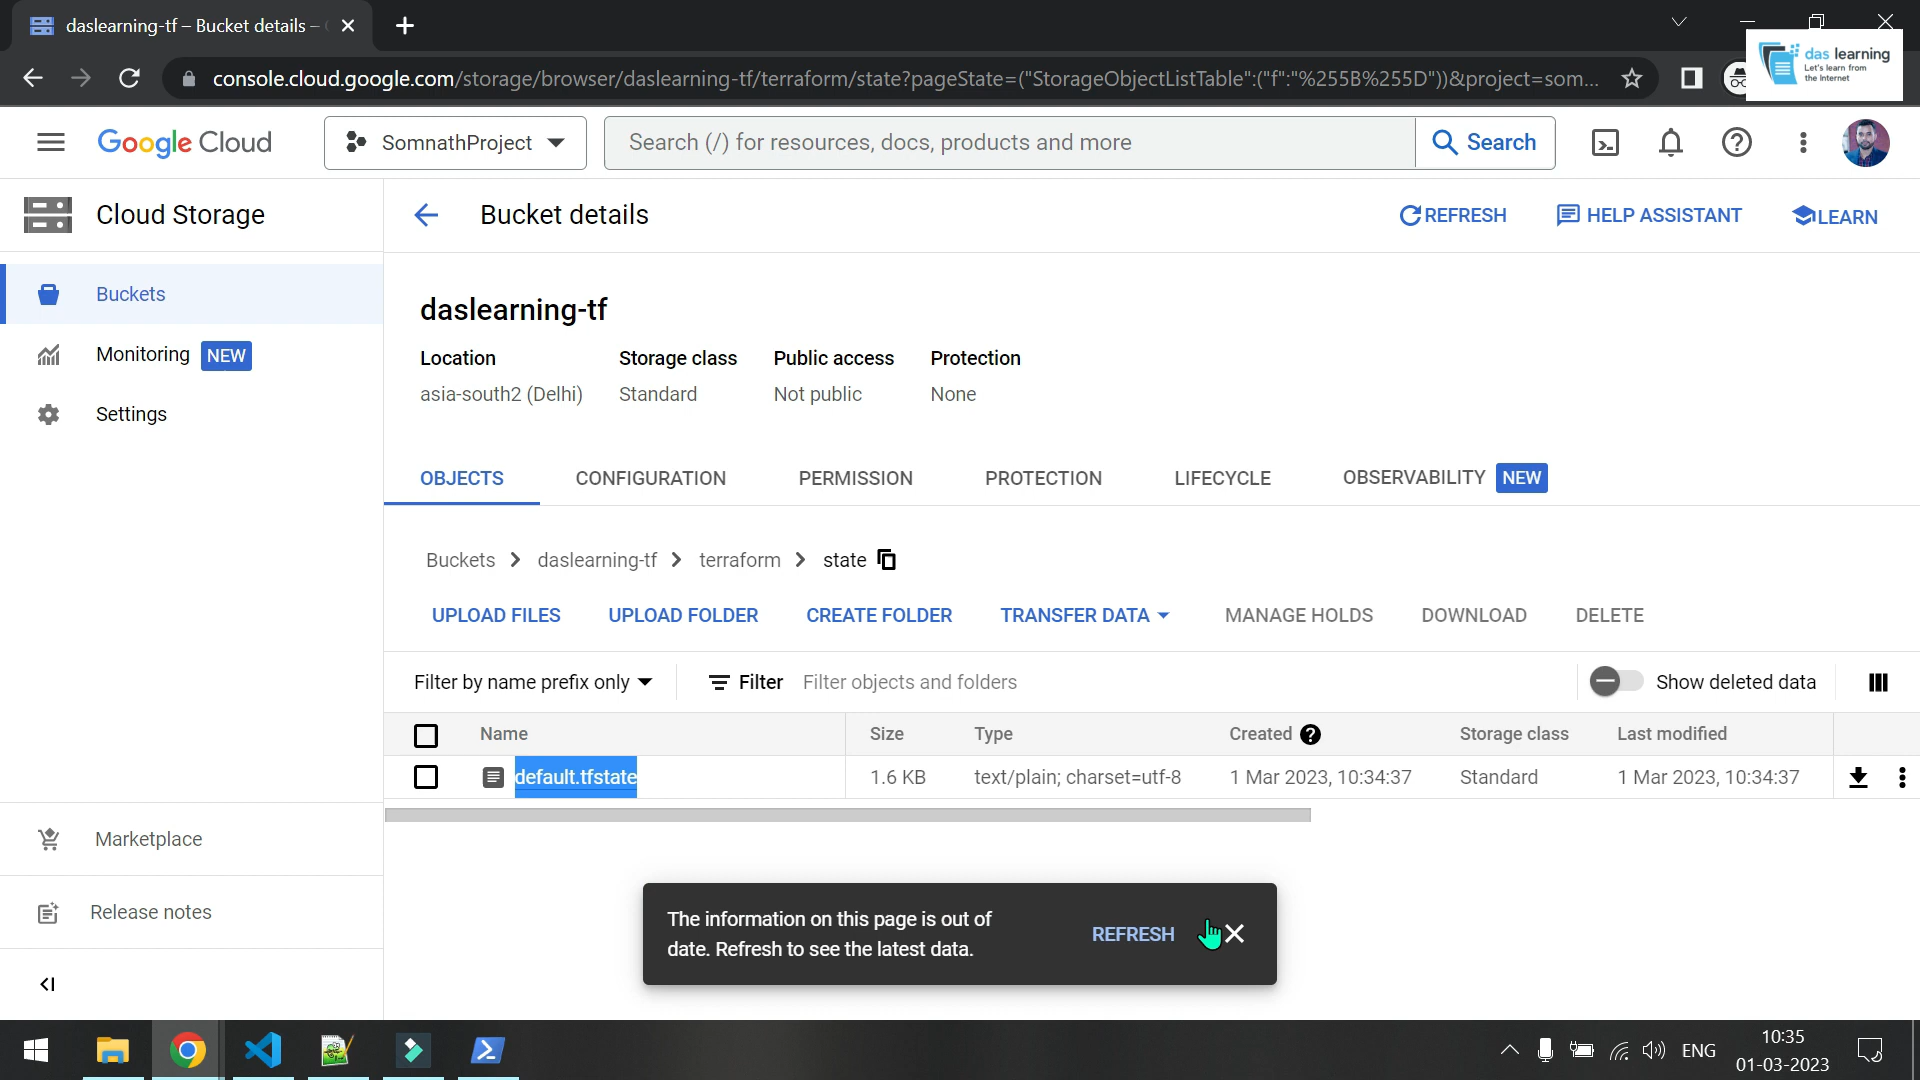 daslearning-tf – Bucket details –
console.cloud.google.com/storage/browser/daslearning-tf/terraform/state?pageState=("StorageObjectListTable":("f":"%255B%255D"))&project=som...
das learning
Let's learn from
the Internet
Google Cloud
SomnathProject
Search (/) for resources, docs, products and more
Search
Cloud Storage
Bucket details
REFRESH
HELP ASSISTANT
LEARN
Buckets
Monitoring NEW
Settings
daslearning-tf
Location Storage class Public access Protection
asia-south2 (Delhi) Standard Not public None
OBJECTS CONFIGURATION PERMISSION PROTECTION LIFECYCLE OBSERVABILITY NEW
Buckets > daslearning-tf > terraform > state
UPLOAD FILES UPLOAD FOLDER CREATE FOLDER TRANSFER DATA MANAGE HOLDS DOWNLOAD DELETE
Filter by name prefix only Filter Filter objects and folders Show deleted data
Name Size Type Created Storage class Last modified
default.tfstate 1.6 KB text/plain; charset=utf-8 1 Mar 2023, 10:34:37 Standard 1 Mar 2023, 10:34:37
Marketplace
Release notes
The information on this page is out of
date. Refresh to see the latest data.
REFRESH
ENG
10:35
01-03-2023